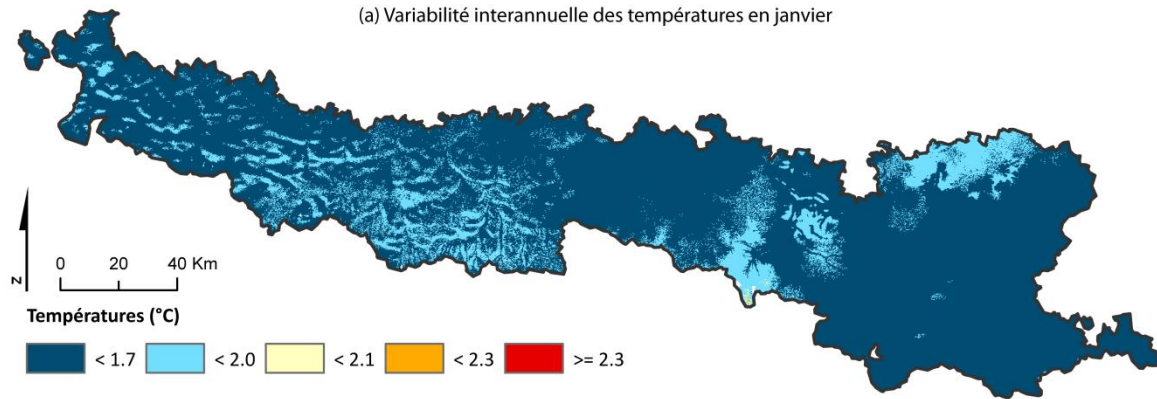 (a) Variabilité interannuelle des températures en janvier
N
0 20 40 Km
Températures (°C)
< 1.7 < 2.0 < 2.1 < 2.3 >= 2.3